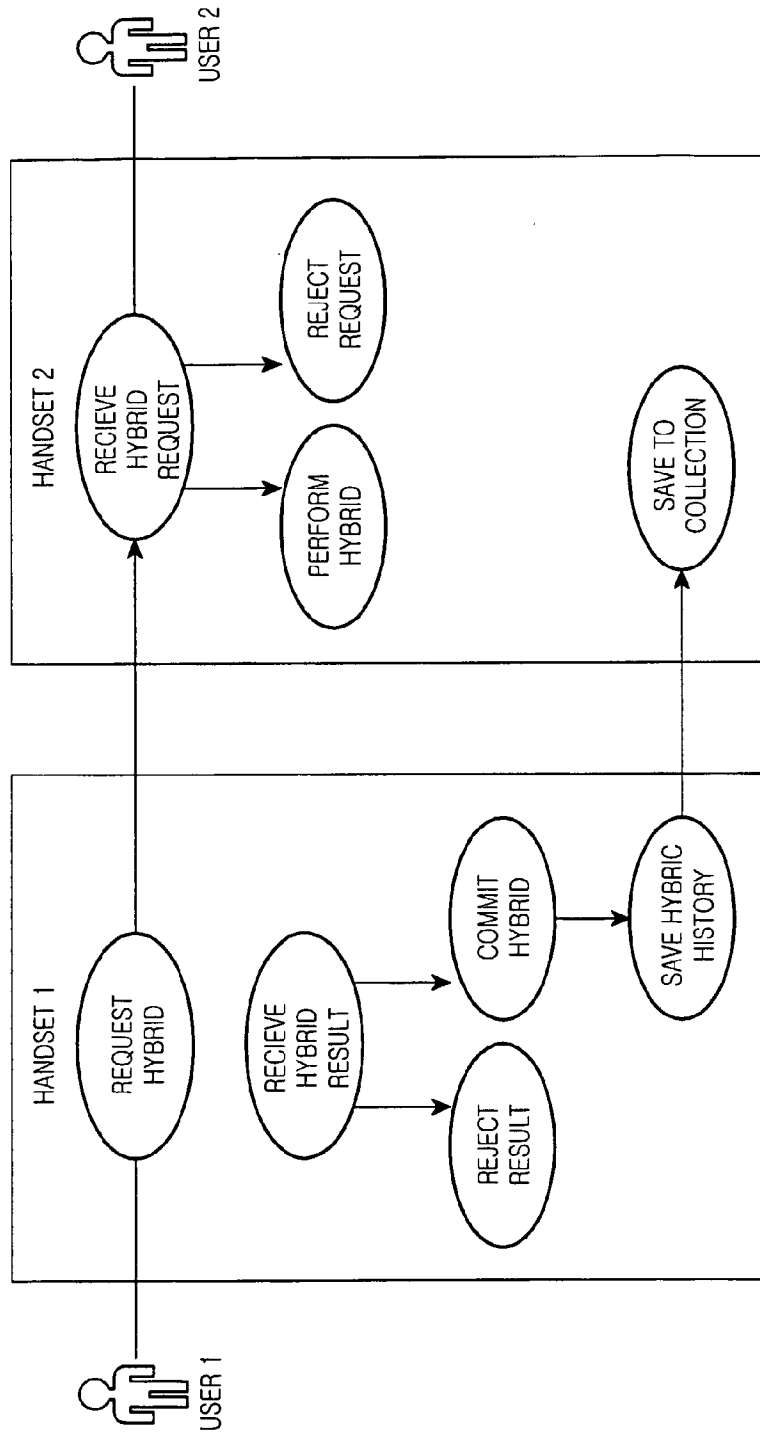 USER 1
HANDSET 1
REQUEST
HYBRID
RECIEVE
HYBRID
RESULT
REJECT
RESULT
COMMIT
HYBRID
SAVE HYBRIC
HISTORY
HANDSET 2
RECIEVE
HYBRID
REQUEST
PERFORM
HYBRID
REJECT
REQUEST
SAVE TO
COLLECTION
USER 2